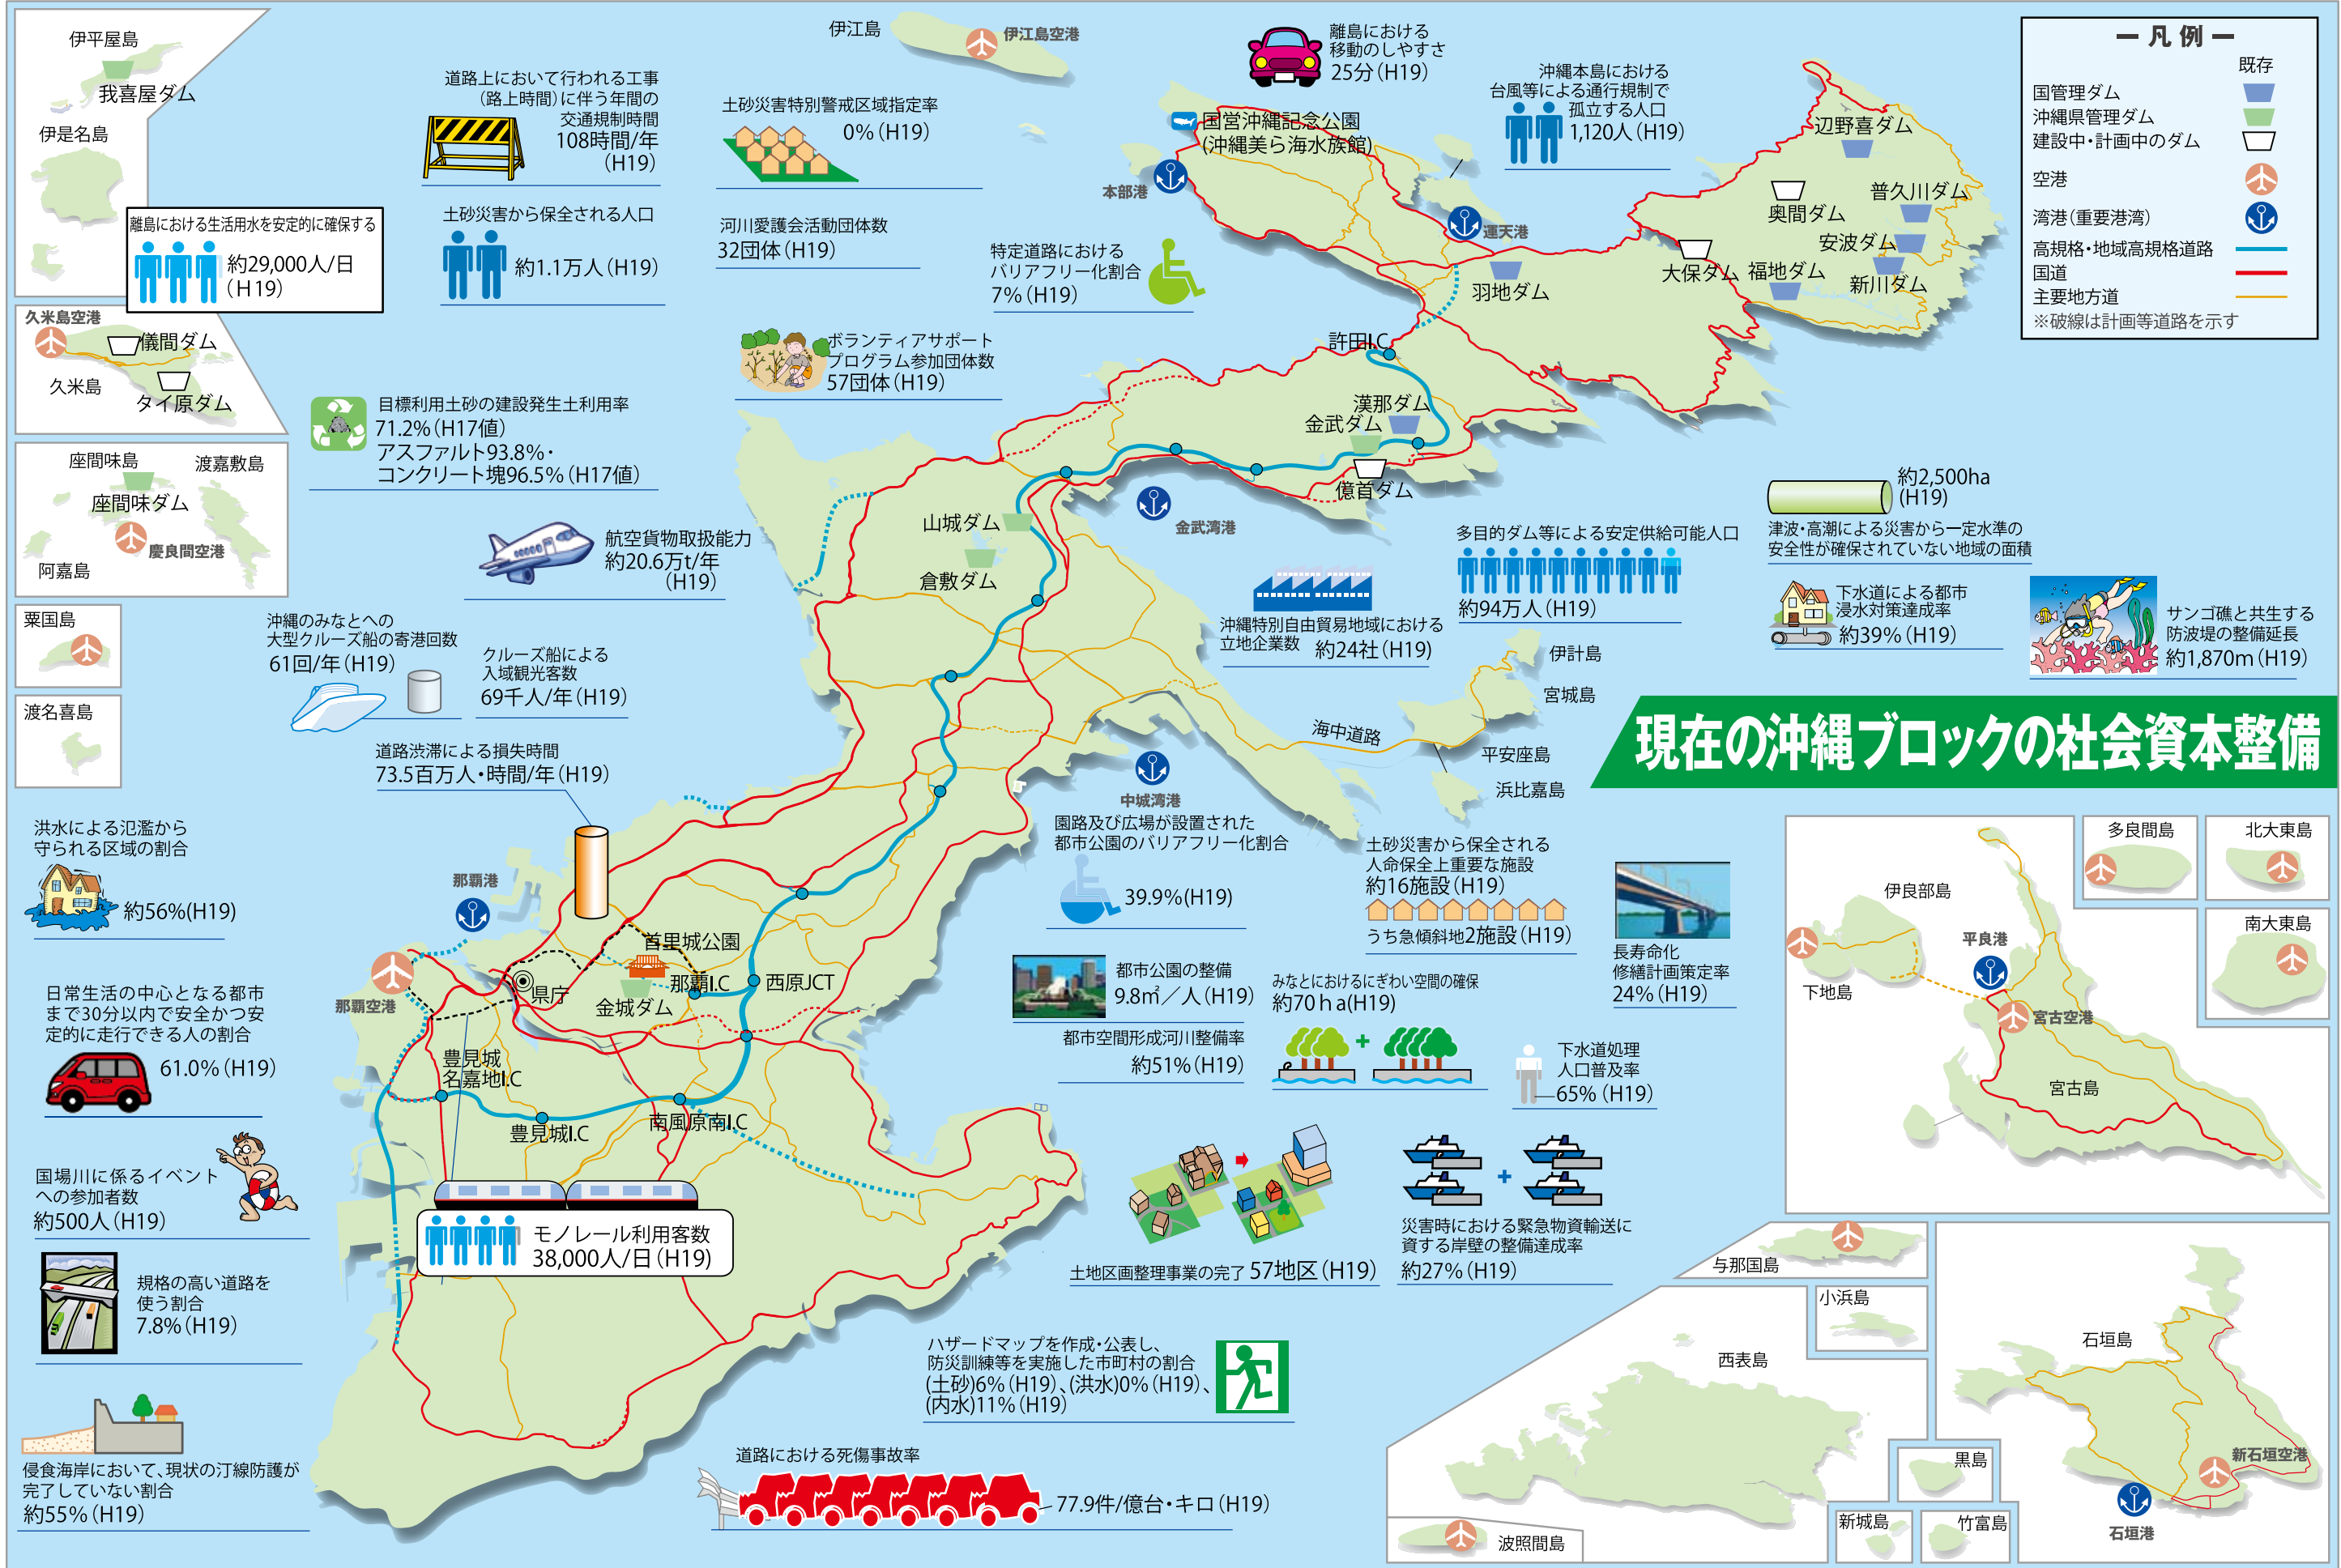 現在の沖縄ブロックの社会資本整備
― 凡 例 ―
既存
国管理ダム
沖縄県管理ダム
建設中・計画中のダム
空港
湾港(重要港湾)
高規格・地域高規格道路
国道
主要地方道
※破線は計画等道路を示す
伊平屋島
我喜屋ダム
伊是名島
離島における生活用水を安定的に確保する
約29,000人/日
(H19)
久米島空港
儀間ダム
久米島
タイ原ダム
座間味島
渡嘉敷島
座間味ダム
慶良間空港
阿嘉島
粟国島
渡名喜島
伊江島
伊江島空港
道路上において行われる工事
(路上時間)に伴う年間の
交通規制時間
108時間/年
(H19)
土砂災害特別警戒区域指定率
0%(H19)
離島における
移動のしやすさ
25分(H19)
沖縄本島における
台風等による通行規制で
孤立する人口
1,120人(H19)
土砂災害から保全される人口
約1.1万人(H19)
河川愛護会活動団体数
32団体(H19)
特定道路における
バリアフリー化割合
7%(H19)
ボランティアサポート
プログラム参加団体数
57団体(H19)
国営沖縄記念公園
(沖縄美ら海水族館)
本部港
運天港
羽地ダム
許田I.C
辺野喜ダム
奥間ダム
普久川ダム
安波ダム
大保ダム
福地ダム
新川ダム
漢那ダム
金武ダム
億首ダム
金武湾港
山城ダム
倉敷ダム
目標利用土砂の建設発生土利用率
71.2%(H17値)
アスファルト93.8%・
コンクリート塊96.5%(H17値)
航空貨物取扱能力
約20.6万t/年
(H19)
沖縄のみなとへの
大型クルーズ船の寄港回数
61回/年(H19)
クルーズ船による
入域観光客数
69千人/年(H19)
道路渋滞による損失時間
73.5百万人・時間/年(H19)
多目的ダム等による安定供給可能人口
約94万人(H19)
沖縄特別自由貿易地域における
立地企業数 約24社(H19)
約2,500ha
(H19)
津波・高潮による災害から一定水準の
安全性が確保されていない地域の面積
下水道による都市
浸水対策達成率
約39%(H19)
サンゴ礁と共生する
防波堤の整備延長
約1,870m(H19)
伊計島
宮城島
海中道路
平安座島
浜比嘉島
中城湾港
園路及び広場が設置された
都市公園のバリアフリー化割合
39.9%(H19)
土砂災害から保全される
人命保全上重要な施設
約16施設(H19)
うち急傾斜地2施設(H19)
長寿命化
修繕計画策定率
24%(H19)
都市公園の整備
9.8㎡／人(H19)
都市空間形成河川整備率
約51%(H19)
みなとにおけるにぎわい空間の確保
約70ha(H19)
下水道処理
人口普及率
65%(H19)
洪水による氾濫から
守られる区域の割合
約56%(H19)
那覇港
那覇空港
県庁
首里城公園
那覇I.C
金城ダム
西原JCT
豊見城
名嘉地I.C
豊見城I.C
南風原南I.C
日常生活の中心となる都市
まで30分以内で安全かつ安
定的に走行できる人の割合
61.0%(H19)
国場川に係るイベント
への参加者数
約500人(H19)
モノレール利用客数
38,000人/日(H19)
規格の高い道路を
使う割合
7.8%(H19)
侵食海岸において、現状の汀線防護が
完了していない割合
約55%(H19)
土地区画整理事業の完了 57地区(H19)
災害時における緊急物資輸送に
資する岸壁の整備達成率
約27%(H19)
ハザードマップを作成・公表し、
防災訓練等を実施した市町村の割合
(土砂)6%(H19)、(洪水)0%(H19)、
(内水)11%(H19)
道路における死傷事故率
77.9件/億台・キロ(H19)
多良間島
北大東島
南大東島
伊良部島
下地島
平良港
宮古空港
宮古島
与那国島
小浜島
西表島
石垣島
黒島
新石垣空港
石垣港
新城島
竹富島
波照間島